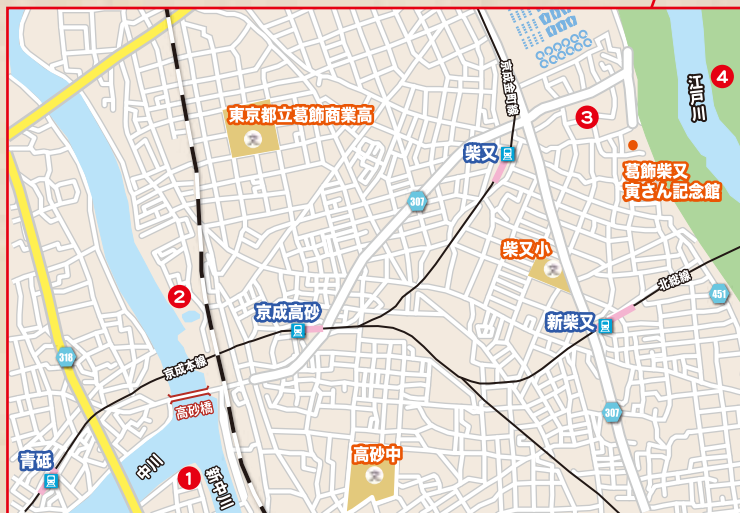 京成金町線
江戸川
4
東京都立葛飾商業高
文
3
柴又
葛飾柴又
寅さん記念館
307
柴又小
文
北総線
451
2
京成高砂
新柴又
318
京成本線
高砂橋
307
青砥
中川
1
新中川
高砂中
文